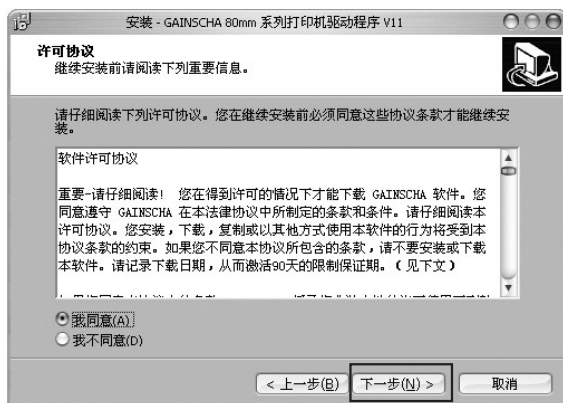 安装 - GAINSCHA 80mm 系列打印机驱动程序 V11
许可协议
继续安装前请阅读下列重要信息。
请仔细阅读下列许可协议。您在继续安装前必须同意这些协议条款才能继续安
装。
软件许可协议
重要-请仔细阅读! 您在得到许可的情况下才能下载 GAINSCHA 软件。您
同意遵守 GAINSCHA 在本法律协议中所制定的条款和条件。请仔细阅读本
许可协议。您安装,下载,复制或以其他方式使用本软件的行为将受到本
协议条款的约束。如果您不同意本协议所包含的条款,请不要安装或下载
本软件。请记录下载日期,从而激活90天的限制保证期。(见下文)
我同意(A)
我不同意(D)
< 上一步(B)
下一步(N) >
取消